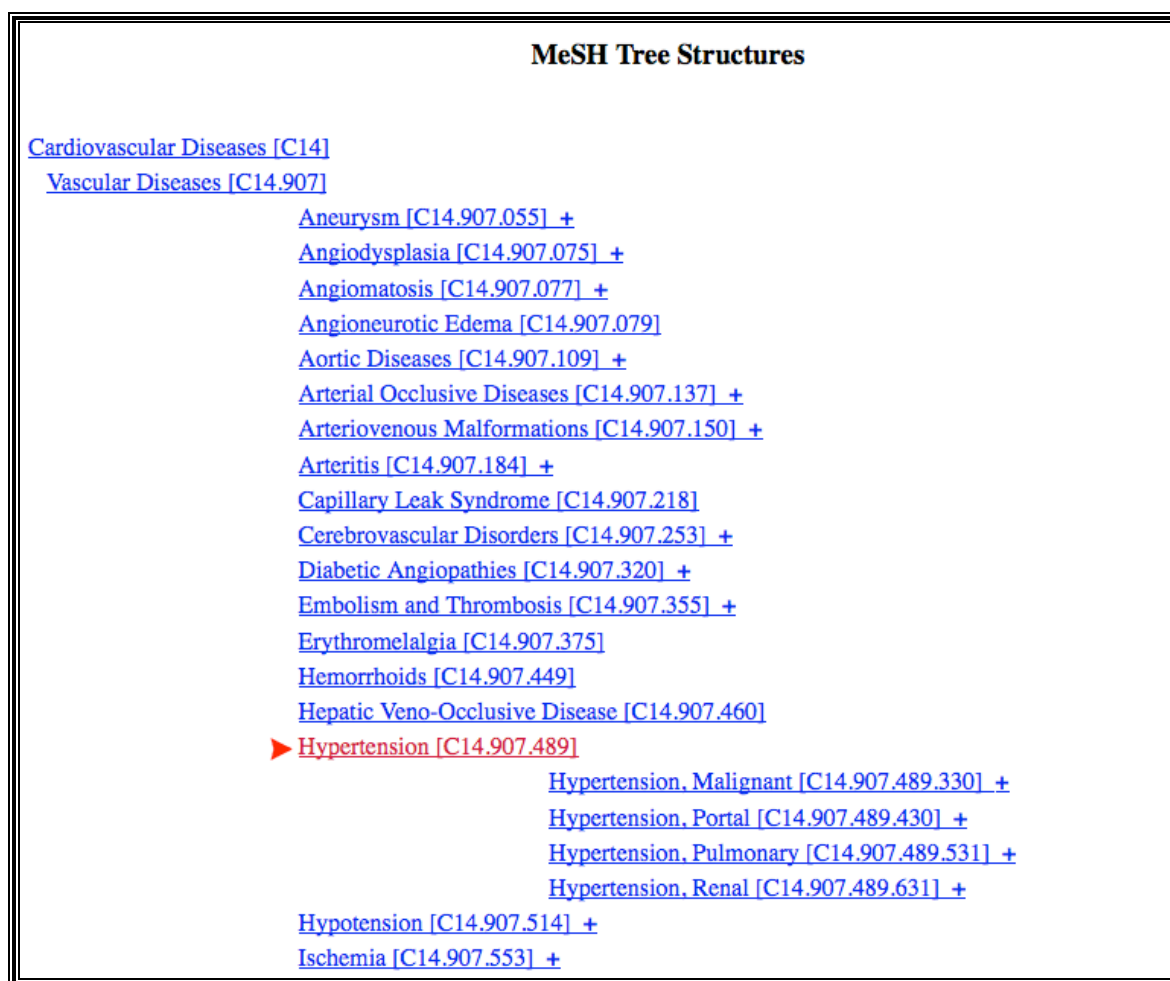 MeSH Tree Structures
Cardiovascular Diseases [C14]
Vascular Diseases [C14.907]
Aneurysm [C14.907.055] +
Angiodysplasia [C14.907.075] +
Angiomatosis [C14.907.077] +
Angioneurotic Edema [C14.907.079]
Aortic Diseases [C14.907.109] +
Arterial Occlusive Diseases [C14.907.137] +
Arteriovenous Malformations [C14.907.150] +
Arteritis [C14.907.184] +
Capillary Leak Syndrome [C14.907.218]
Cerebrovascular Disorders [C14.907.253] +
Diabetic Angiopathies [C14.907.320] +
Embolism and Thrombosis [C14.907.355] +
Erythromelalgia [C14.907.375]
Hemorrhoids [C14.907.449]
Hepatic Veno-Occlusive Disease [C14.907.460]
Hypertension [C14.907.489]
Hypertension, Malignant [C14.907.489.330] +
Hypertension, Portal [C14.907.489.430] +
Hypertension, Pulmonary [C14.907.489.531] +
Hypertension, Renal [C14.907.489.631] +
Hypotension [C14.907.514] +
Ischemia [C14.907.553] +